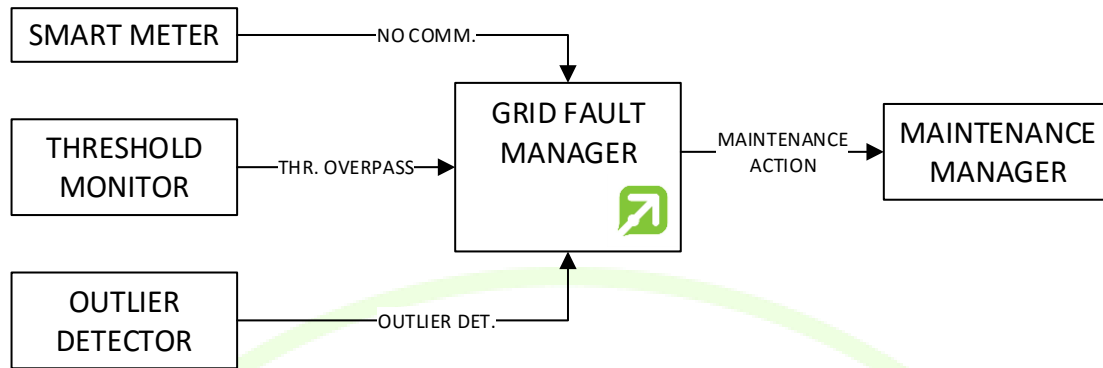 SMART METER
NO COMM.
THRESHOLD
MONITOR
THR. OVERPASS
GRID FAULT
MANAGER
MAINTENANCE
ACTION
MAINTENANCE
MANAGER
OUTLIER
DETECTOR
OUTLIER DET.